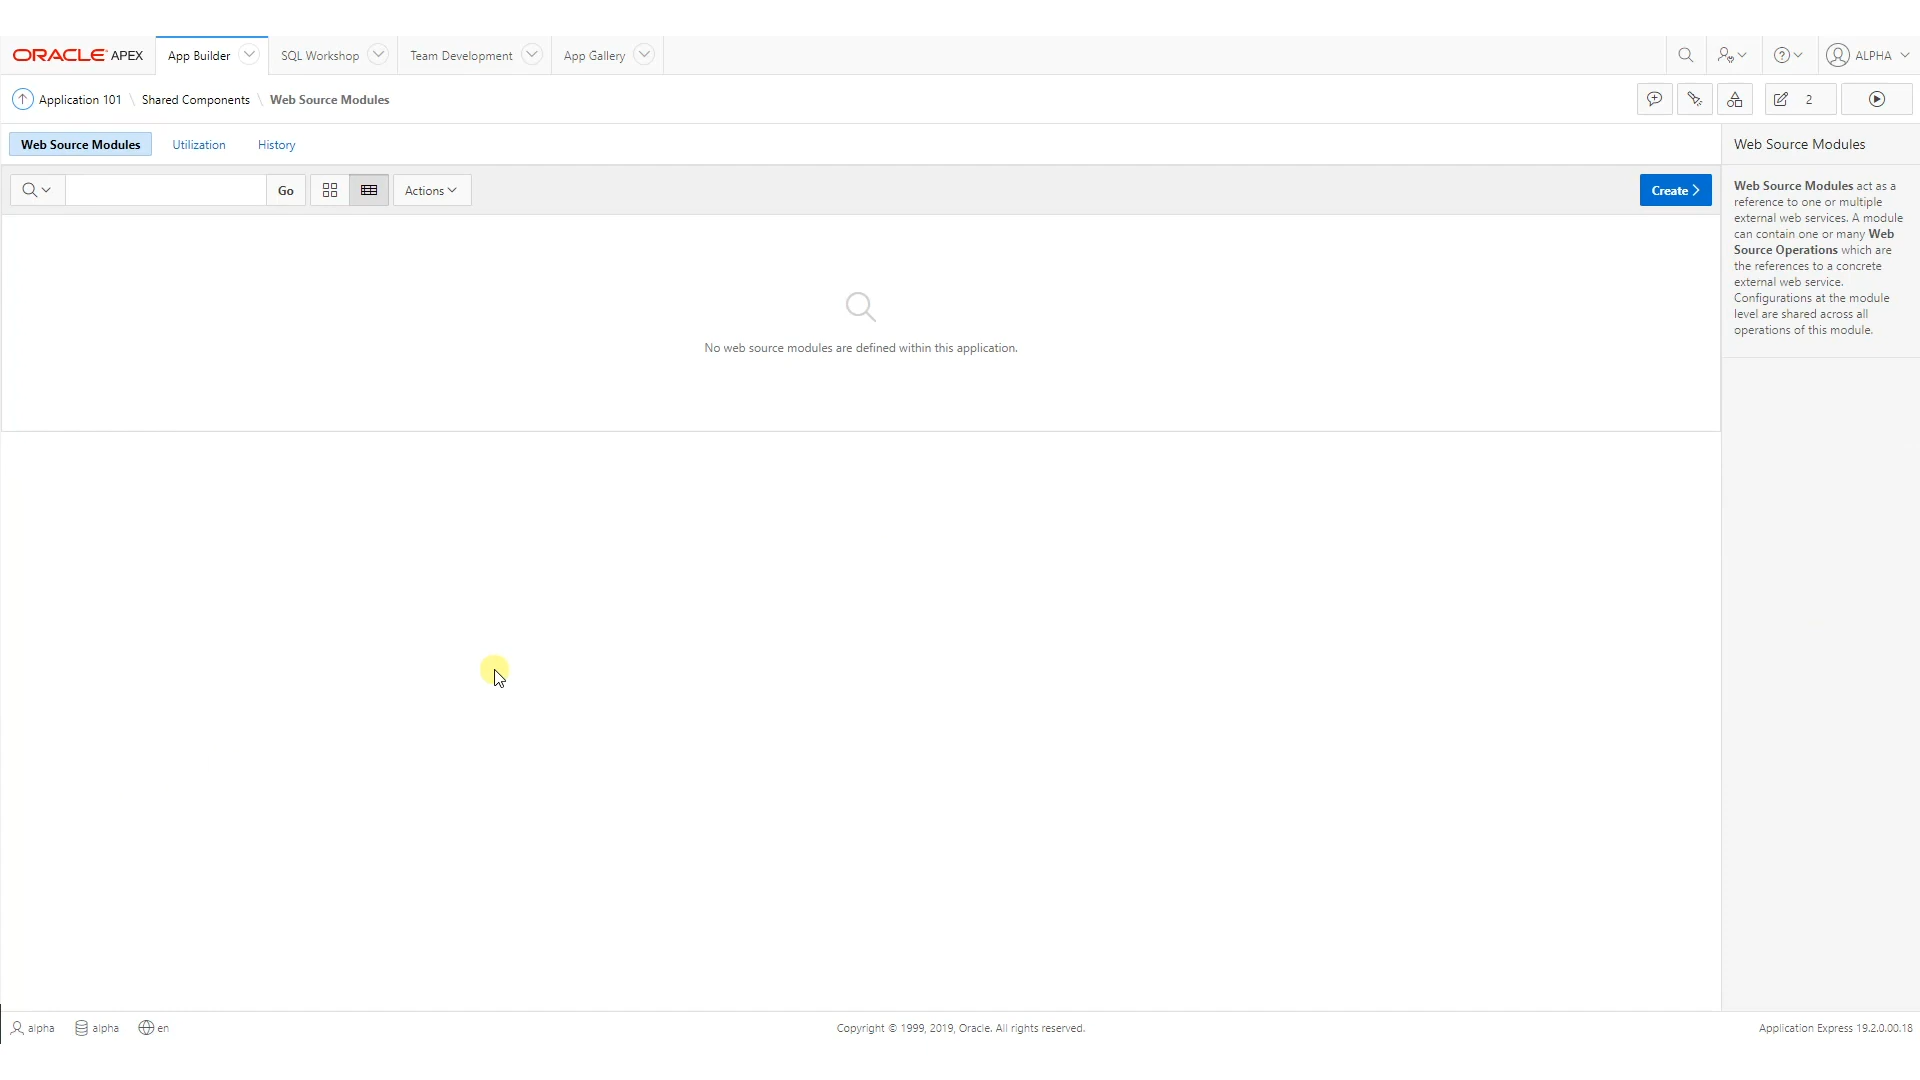 ORACLE APEX App Builder SQL Workshop Team Development App Gallery ALPHA
Application 101 \ Shared Components \ Web Source Modules 2
Web Source Modules Utilization History
Web Source Modules
Go Actions Create
Web Source Modules act as a
reference to one or multiple
external web services. A module
can contain one or many Web
Source Operations which are
the references to a concrete
external web service.
Configurations at the module
level are shared across all
operations of this module.
No web source modules are defined within this application.
alpha alpha en
Copyright © 1999, 2019, Oracle. All rights reserved.
Application Express 19.2.0.00.18